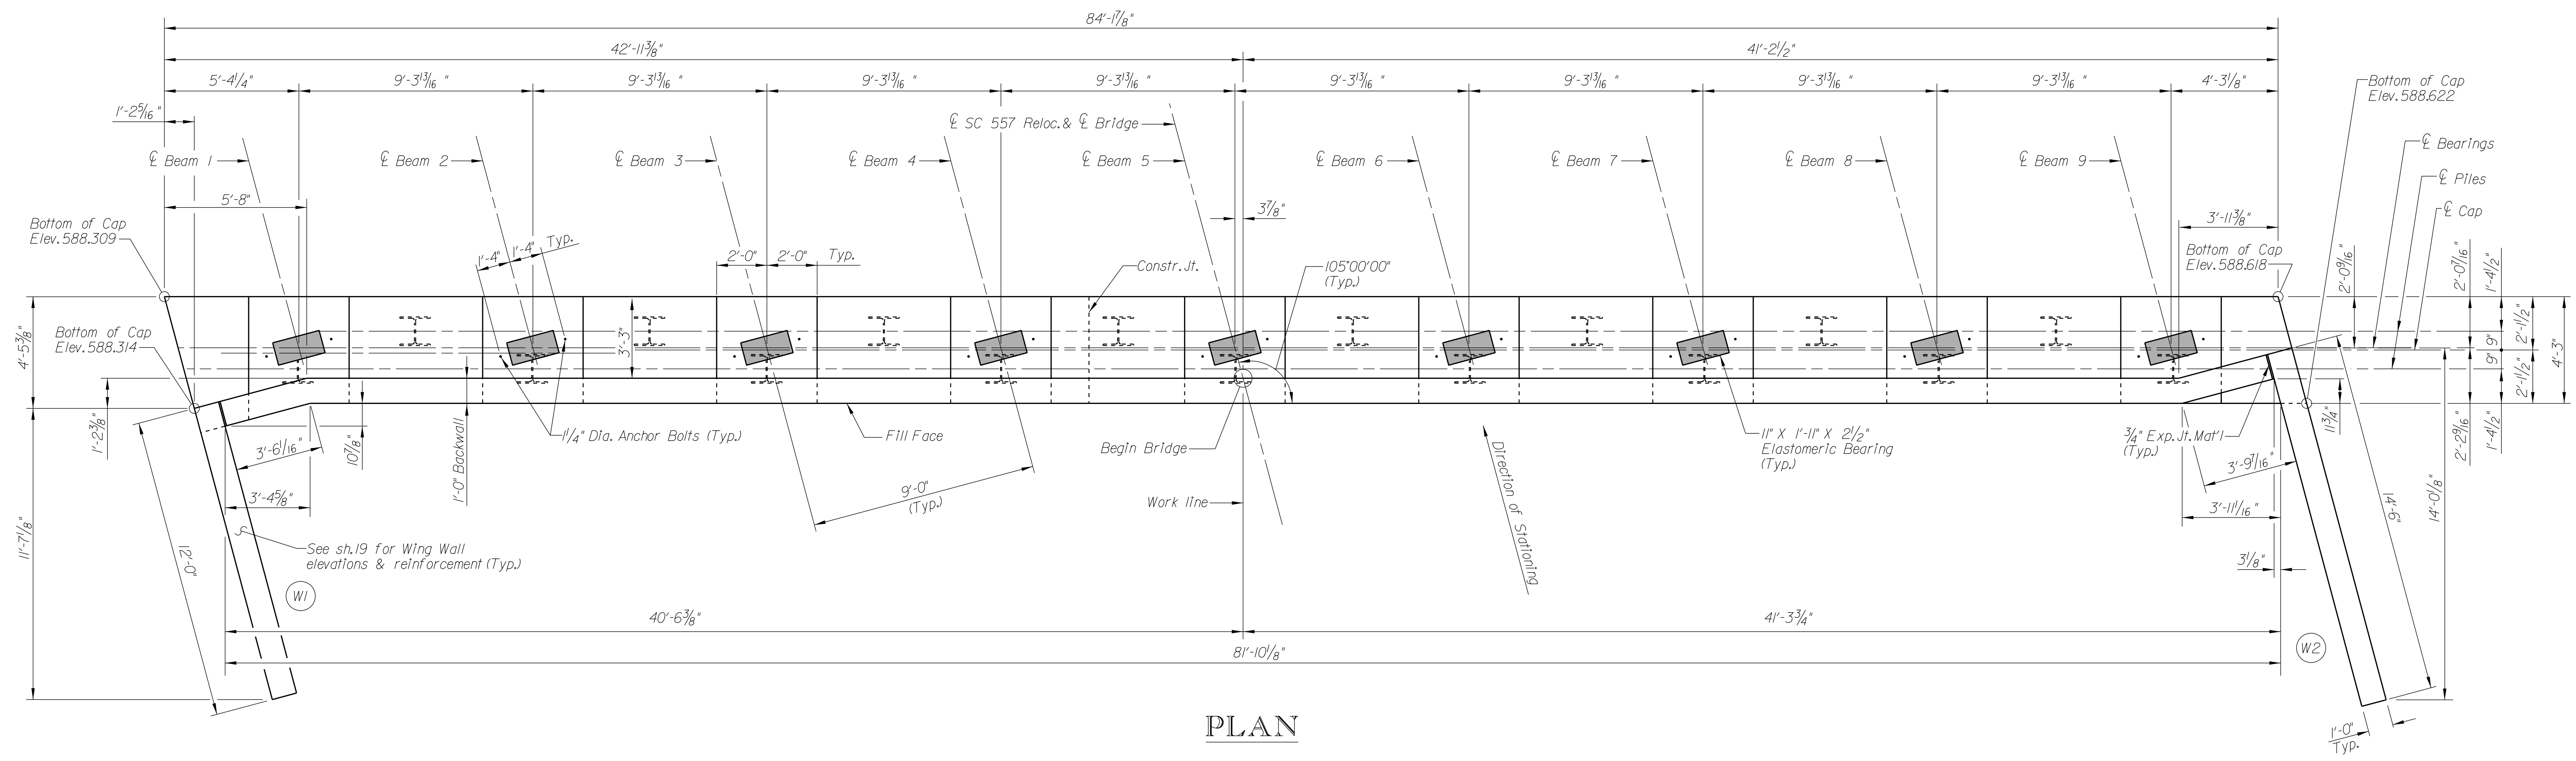 84'-1 7/8"
42'-11 3/8"
41'-2 1/2"
5'-4 1/4"
9'-3 13/16 "
9'-3 13/16 "
9'-3 13/16 "
9'-3 13/16 "
9'-3 13/16 "
9'-3 13/16 "
9'-3 13/16 "
9'-3 13/16 "
4'-3 1/8"
1'-2 5/16 "
℄ SC 557 Reloc. & ℄ Bridge
Bottom of Cap
Elev. 588.622
℄ Beam 1
℄ Beam 2
℄ Beam 3
℄ Beam 4
℄ Beam 5
℄ Beam 6
℄ Beam 7
℄ Beam 8
℄ Beam 9
℄ Bearings
℄ Piles
℄ Cap
5'-8"
3 7/8"
3'-11 3/8"
Bottom of Cap
Elev. 588.309
1'-4"
1'-4"
Typ.
2'-0"
2'-0"
Typ.
Constr. Jt.
105°00'00"
(Typ.)
Bottom of Cap
Elev. 588.618
2'-0 9/16 "
2'-0 7/16 "
1'-4 1/2"
Bottom of Cap
Elev. 588.314
4'-5 3/8"
3'-3"
9"
9"
2'-1 1/2"
2'-1 1/2"
4'-3"
1'-2 3/8"
3'-6 1/16 "
10 7/8"
1'-0" Backwall
1 1/4" Dia. Anchor Bolts (Typ.)
Fill Face
Begin Bridge
11" X 1'-11" X 2 1/2"
Elastomeric Bearing
(Typ.)
3/4" Exp. Jt. Mat'l
(Typ.)
11 3/4"
2'-2 9/16 "
1'-4 1/2"
3'-4 5/8"
9'-0"
(Typ.)
Work line
Direction of Stationing
3'-9 7/16 "
3'-11 1/16 "
14'-6"
14'-0 1/8"
11'-7 1/8"
12'-0"
See sh. 19 for Wing Wall
elevations & reinforcement (Typ.)
3 1/8"
W1
40'-6 3/8"
41'-3 3/4"
81'-10 1/8"
W2
PLAN
1'-0"
Typ.